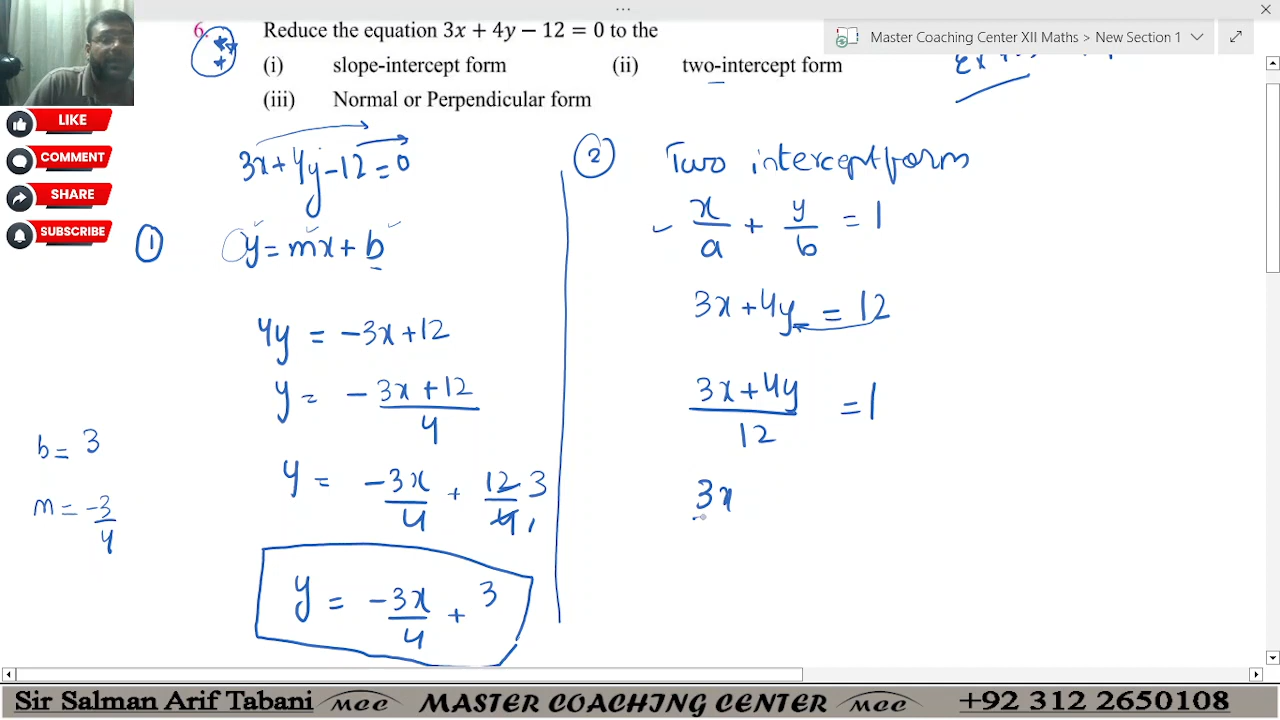 6. Reduce the equation 3x + 4y − 12 = 0 to the
(i) slope-intercept form (ii) two-intercept form
(iii) Normal or Perpendicular form
Master Coaching Center XII Maths > New Section 1
LIKE
COMMENT
SHARE
SUBSCRIBE
3x+4y-12=0
① y = mx + b
4y = -3x+12
y = -3x+12/4
b = 3
m = -3/4
y = -3x/4 + 12/4 3 1
y = -3x/4 + 3
② Two intercept form
x/a + y/b = 1
3x+4y = 12
3x+4y/12 = 1
3x
Sir Salman Arif Tabani mcc MASTER COACHING CENTER mcc +92 312 2650108